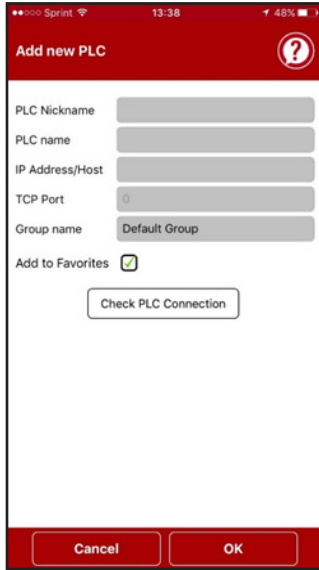 Sprint 13:38 48%
Add new PLC ?
PLC Nickname
PLC name
IP Address/Host
TCP Port 0
Group name Default Group
Add to Favorites
Check PLC Connection
Cancel OK